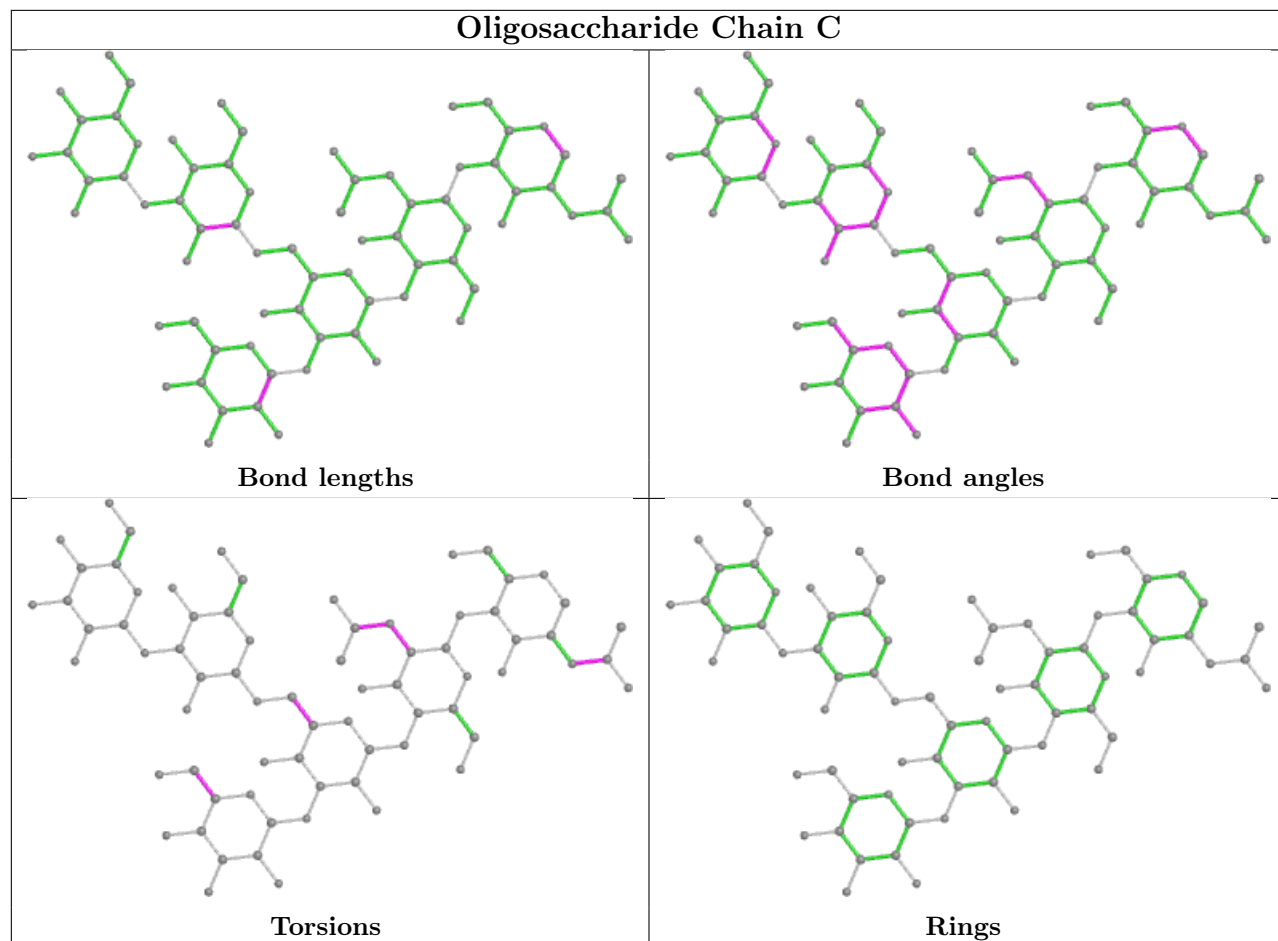 Oligosaccharide Chain C
Bond lengths
Bond angles
Torsions
Rings